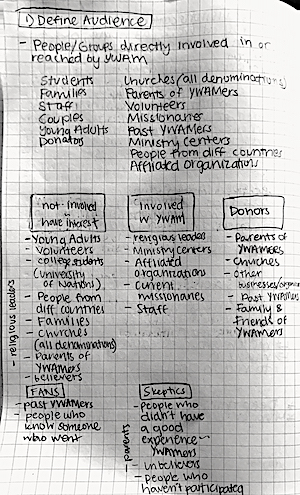 1) Define Audience
- People/Groups directly involved in or
reached by YWAM
Students
Families
Staff
Couples
Young Adults
Donators
Churches (all denominations)
Parents of YWAMers
Volunteers
Missionaries
Past YWAMers
Ministry Centers
People from diff countries
Affiliated Organizations
not-involved
have interest
- Young Adults
- Volunteers
- college students
(University
of Nations)
- People from
diff countries
- Families
- Churches
(all denominations)
- Parents of
YWAMers
- believers
- religious leaders
Involved
w YWAM
- religious leaders
- Ministry Centers
- Affiliated
organizations
- Current
missionaries
- Staff
Donors
- Parents of
YWAMers
- Churches
- other
businesses/
- Past YWAMers
- Family &
Friends of
YWAMers
FANS
- past YWAMers
- people who
know someone
who went
Skeptics
- People who
didn't have
a good
experience
YWAMers
- unbelievers
- people who
haven't participated
- parents